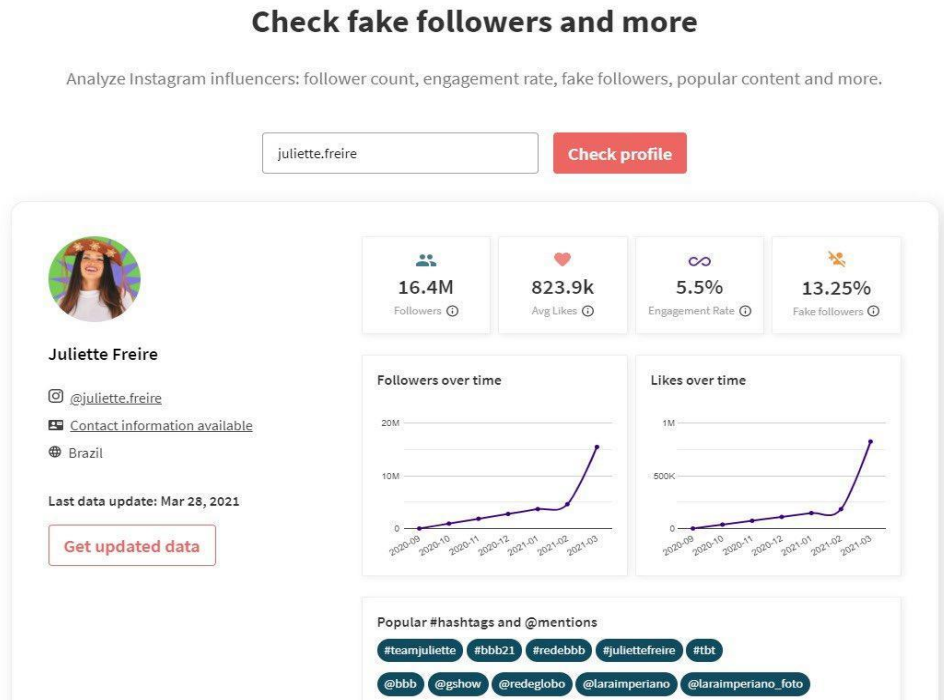 Check fake followers and more
Analyze Instagram influencers: follower count, engagement rate, fake followers, popular content and more.
juliette.freire
Check profile
Juliette Freire
@juliette.freire
Contact information available
Brazil
Last data update: Mar 28, 2021
Get updated data
16.4M
Followers
823.9k
Avg Likes
5.5%
Engagement Rate
13.25%
Fake followers
Followers over time
20M
10M
0
2020-09 2020-10 2020-11 2020-12 2021-01 2021-02 2021-03
Likes over time
1M
500K
0
2020-09 2020-10 2020-11 2020-12 2021-01 2021-02 2021-03
Popular #hashtags and @mentions
#teamjuliette #bbb21 #redebbb #juliettefreire #tbt
@bbb @gshow @redeglobo @laraimperiano @laraimperiano_foto